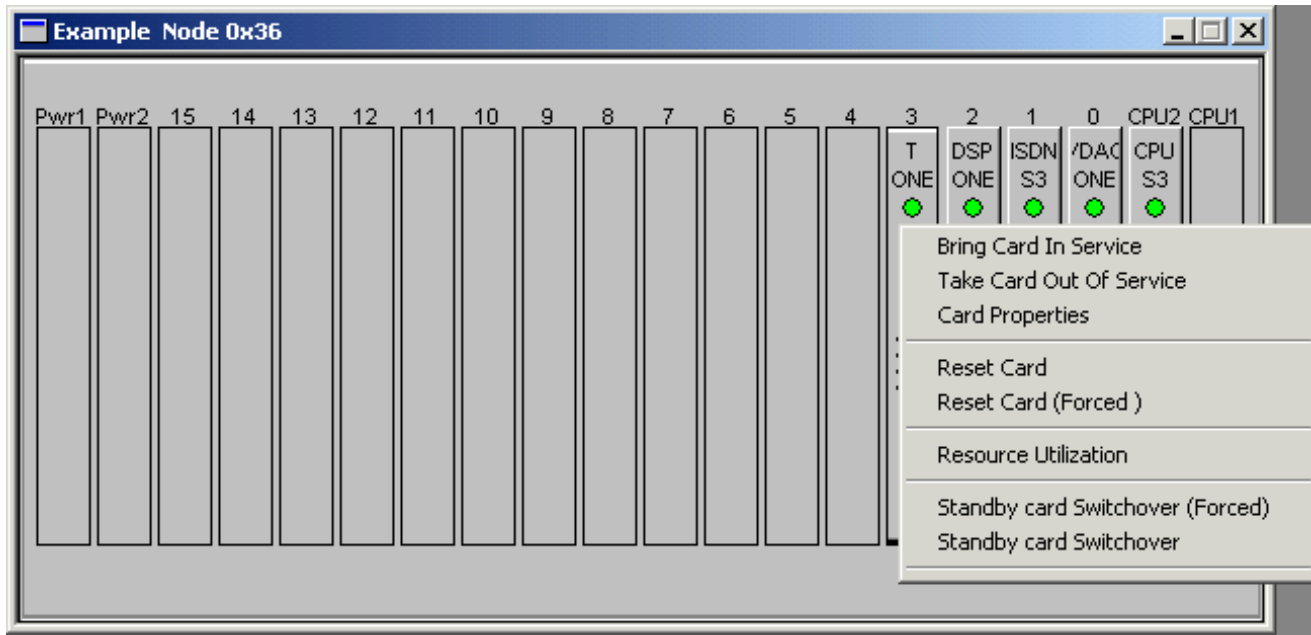 Example Node 0x36
Pwr1 Pwr2 15 14 13 12 11 10 9 8 7 6 5 4 3 2 1 0 CPU2 CPU1
T DSP ISDN VDAC CPU
ONE ONE S3 ONE S3
Bring Card In Service
Take Card Out Of Service
Card Properties
Reset Card
Reset Card (Forced )
Resource Utilization
Standby card Switchover (Forced)
Standby card Switchover